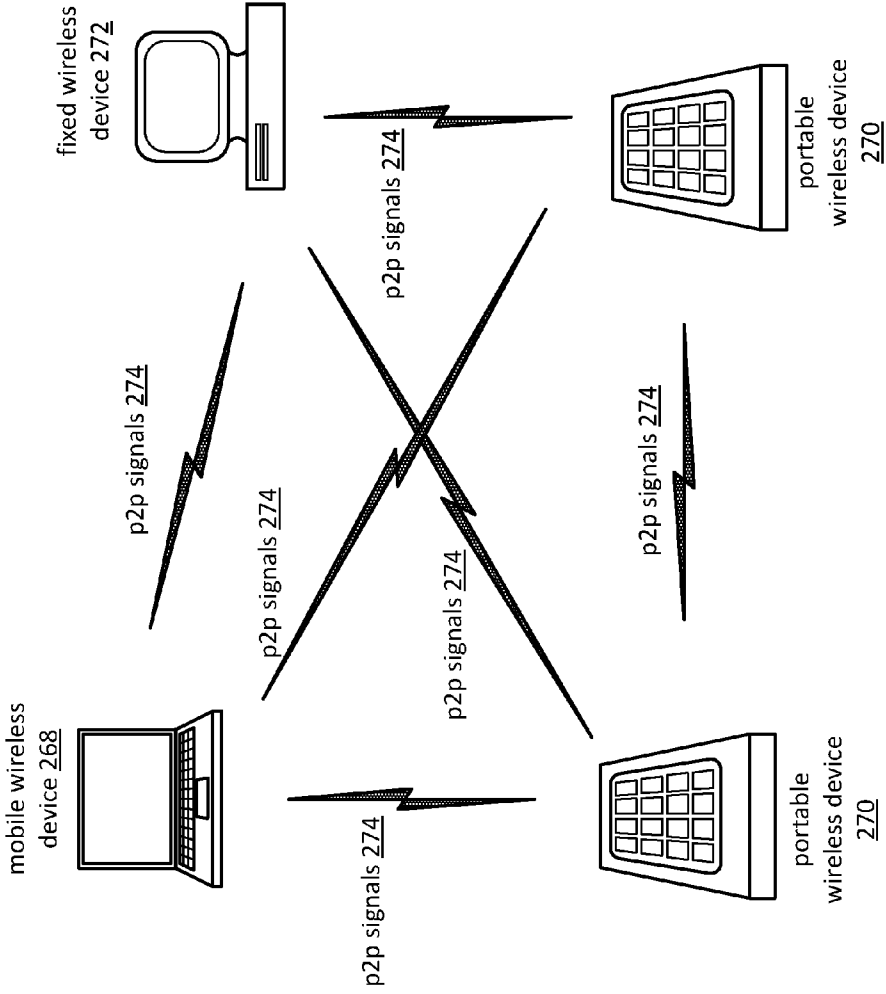 mobile wireless
device 268
fixed wireless
device 272
p2p signals 274
p2p signals 274
p2p signals 274
p2p signals 274
p2p signals 274
p2p signals 274
portable
wireless device
270
portable
wireless device
270